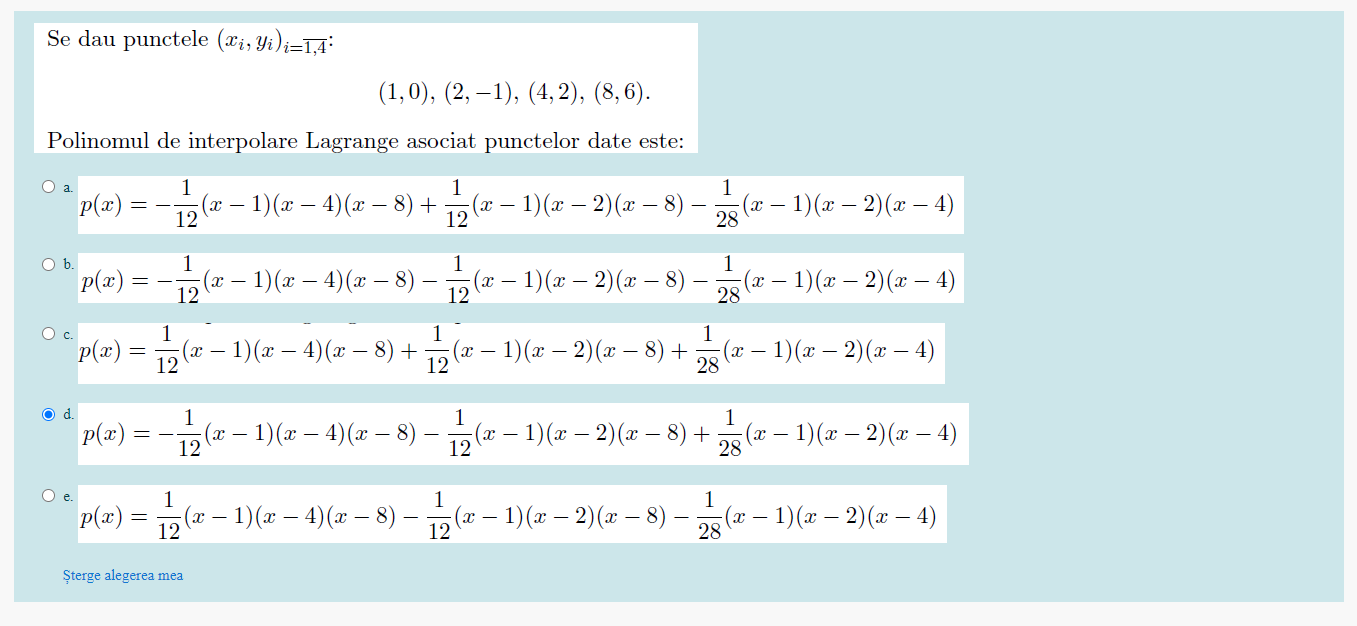 Se dau punctele $(x_i, y_i)_{i=\overline{1,4}}$:
$(1, 0), (2, -1), (4, 2), (8, 6).$
Polinomul de interpolare Lagrange asociat punctelor date este:
a. $p(x) = -\frac{1}{12}(x-1)(x-4)(x-8) + \frac{1}{12}(x-1)(x-2)(x-8) - \frac{1}{28}(x-1)(x-2)(x-4)$
b. $p(x) = -\frac{1}{12}(x-1)(x-4)(x-8) - \frac{1}{12}(x-1)(x-2)(x-8) - \frac{1}{28}(x-1)(x-2)(x-4)$
c. $p(x) = \frac{1}{12}(x-1)(x-4)(x-8) + \frac{1}{12}(x-1)(x-2)(x-8) + \frac{1}{28}(x-1)(x-2)(x-4)$
d. $p(x) = -\frac{1}{12}(x-1)(x-4)(x-8) - \frac{1}{12}(x-1)(x-2)(x-8) + \frac{1}{28}(x-1)(x-2)(x-4)$
e. $p(x) = \frac{1}{12}(x-1)(x-4)(x-8) - \frac{1}{12}(x-1)(x-2)(x-8) - \frac{1}{28}(x-1)(x-2)(x-4)$
Șterge alegerea mea